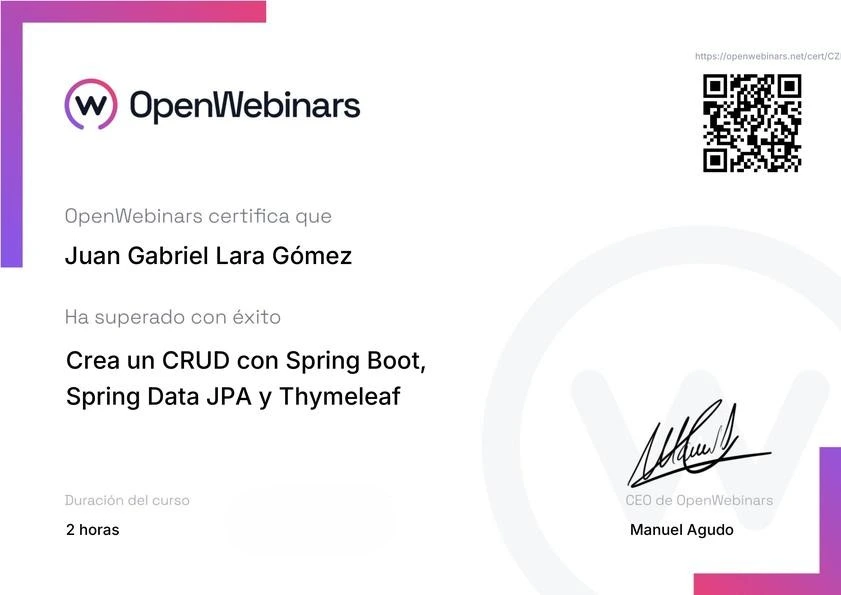 https://openwebinars.net/cert/CZ
OpenWebinars
OpenWebinars certifica que
Juan Gabriel Lara Gómez
Ha superado con éxito
Crea un CRUD con Spring Boot,
Spring Data JPA y Thymeleaf
Duración del curso
2 horas
CEO de OpenWebinars
Manuel Agudo